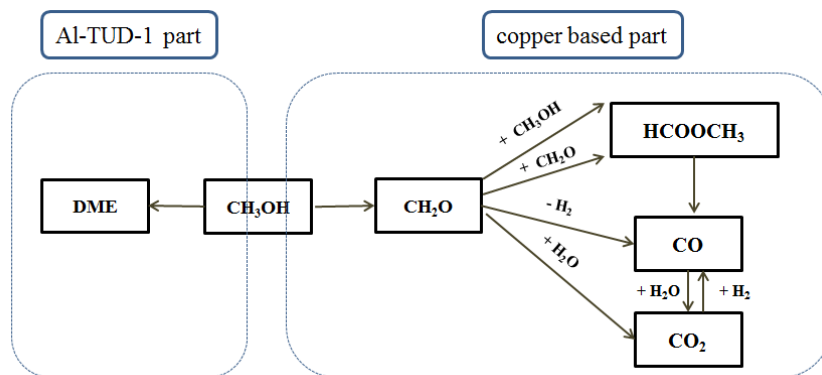 Al-TUD-1 part
copper based part
+ CH₃OH
HCOOCH₃
+ CH₂O
DME
CH₃OH
CH₂O
- H₂
CO
+ H₂O
+ H₂O
+ H₂
CO₂